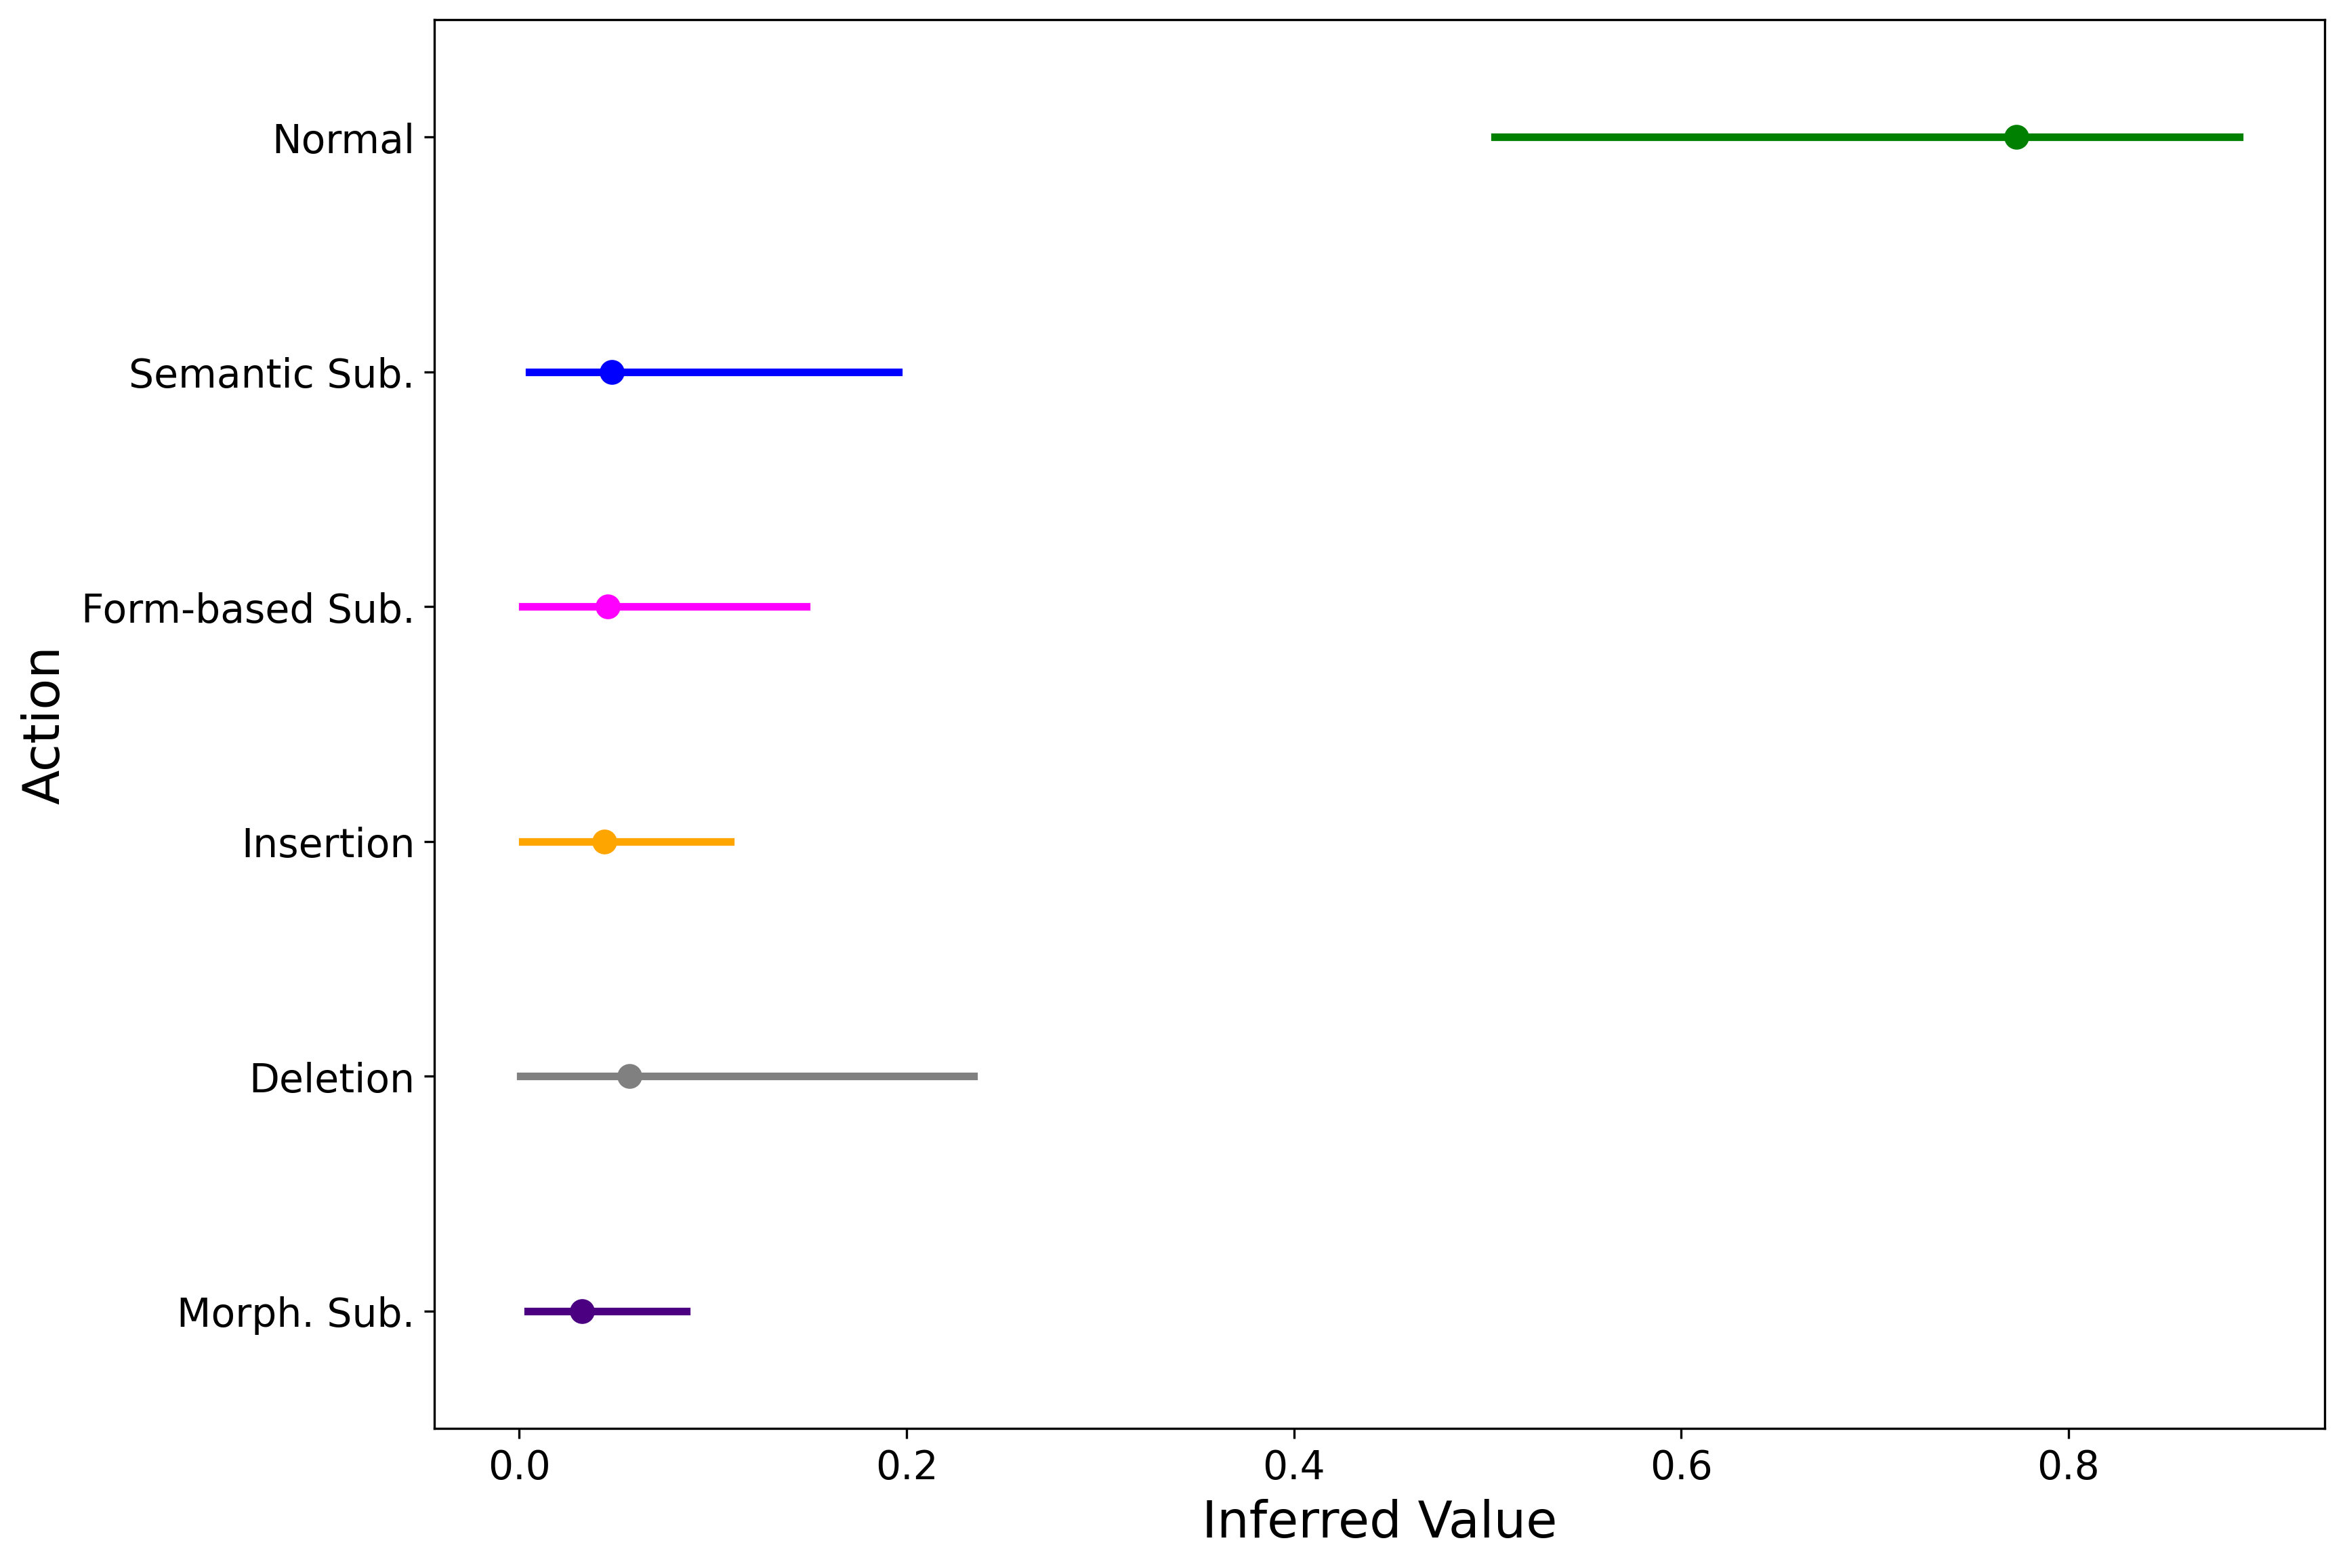 Normal
Semantic Sub.
Form-based Sub.
Insertion
Deletion
Morph. Sub.
Action
0.0 0.2 0.4 0.6 0.8
Inferred Value